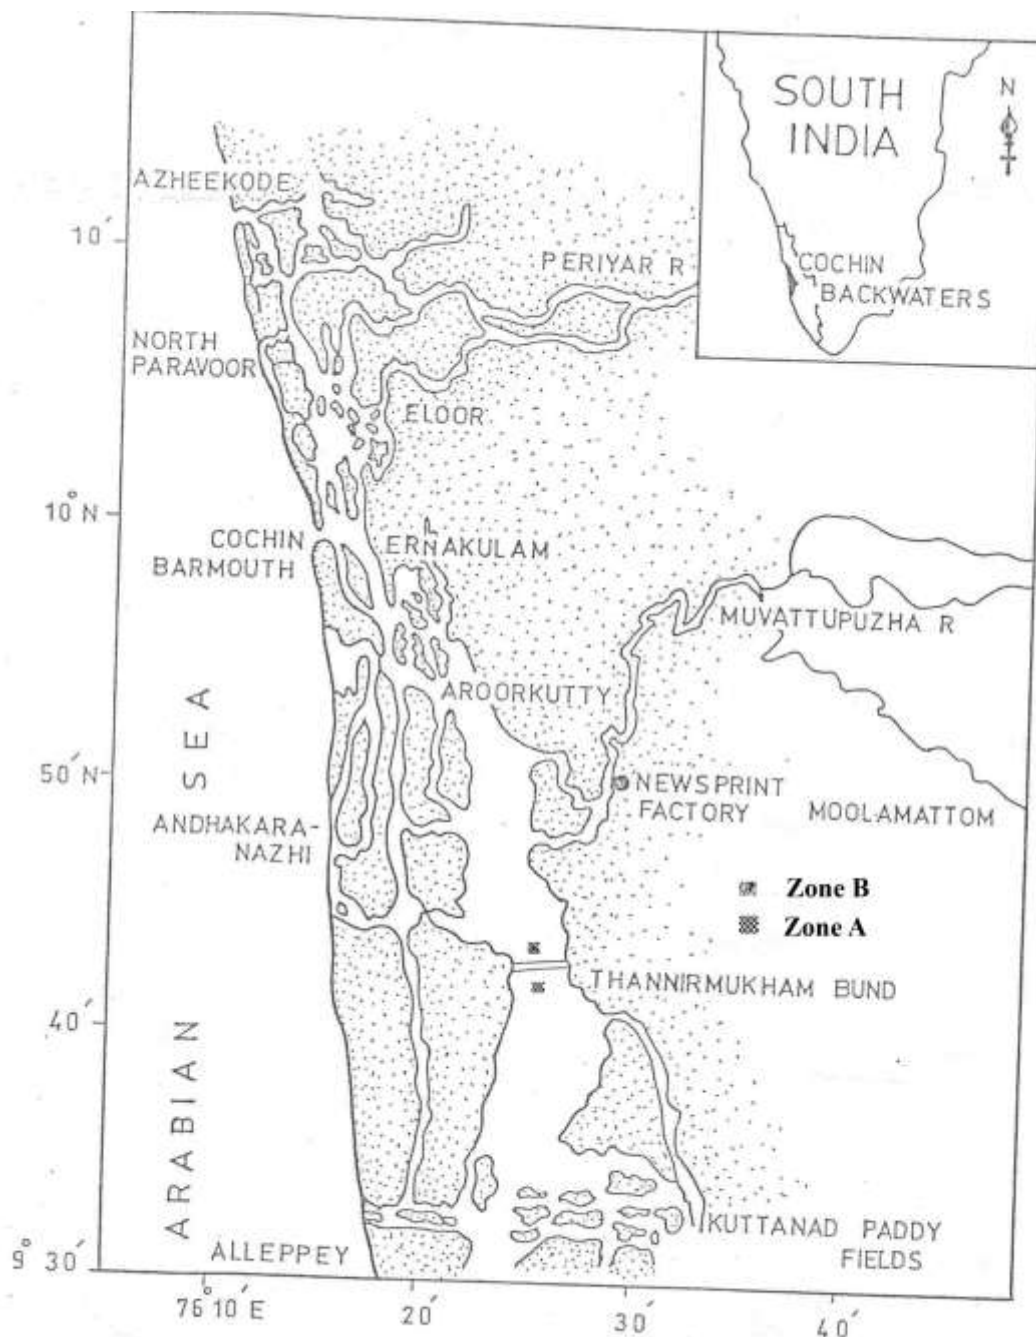 SOUTH
INDIA
N
COCHIN
BACKWATERS
AZHEEKODE
10′
PERIYAR R
NORTH
PARAVOOR
ELOOR
10° N
COCHIN
BARMOUTH
ERNAKULAM
MUVATTUPUZHA R
AROORKUTTY
SEA
50′ N
NEWSPRINT
FACTORY
MOOLAMATTOM
ANDHAKARA-
NAZHI
Zone B
Zone A
THANNIRMUKHAM BUND
40′
ARABIAN
KUTTANAD PADDY
FIELDS
ALLEPPEY
9° 30′
76° 10′ E
20′
30′
40′